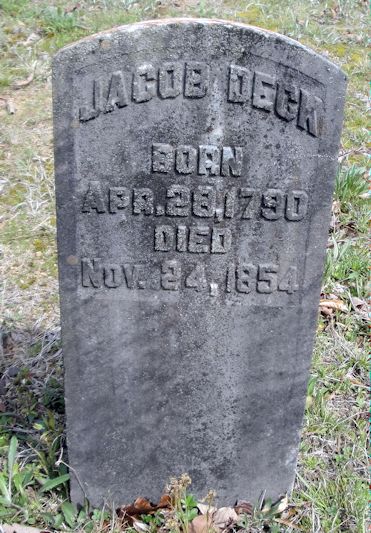 JACOB DECK
BORN
APR. 28, 1790
DIED
NOV. 24, 1854